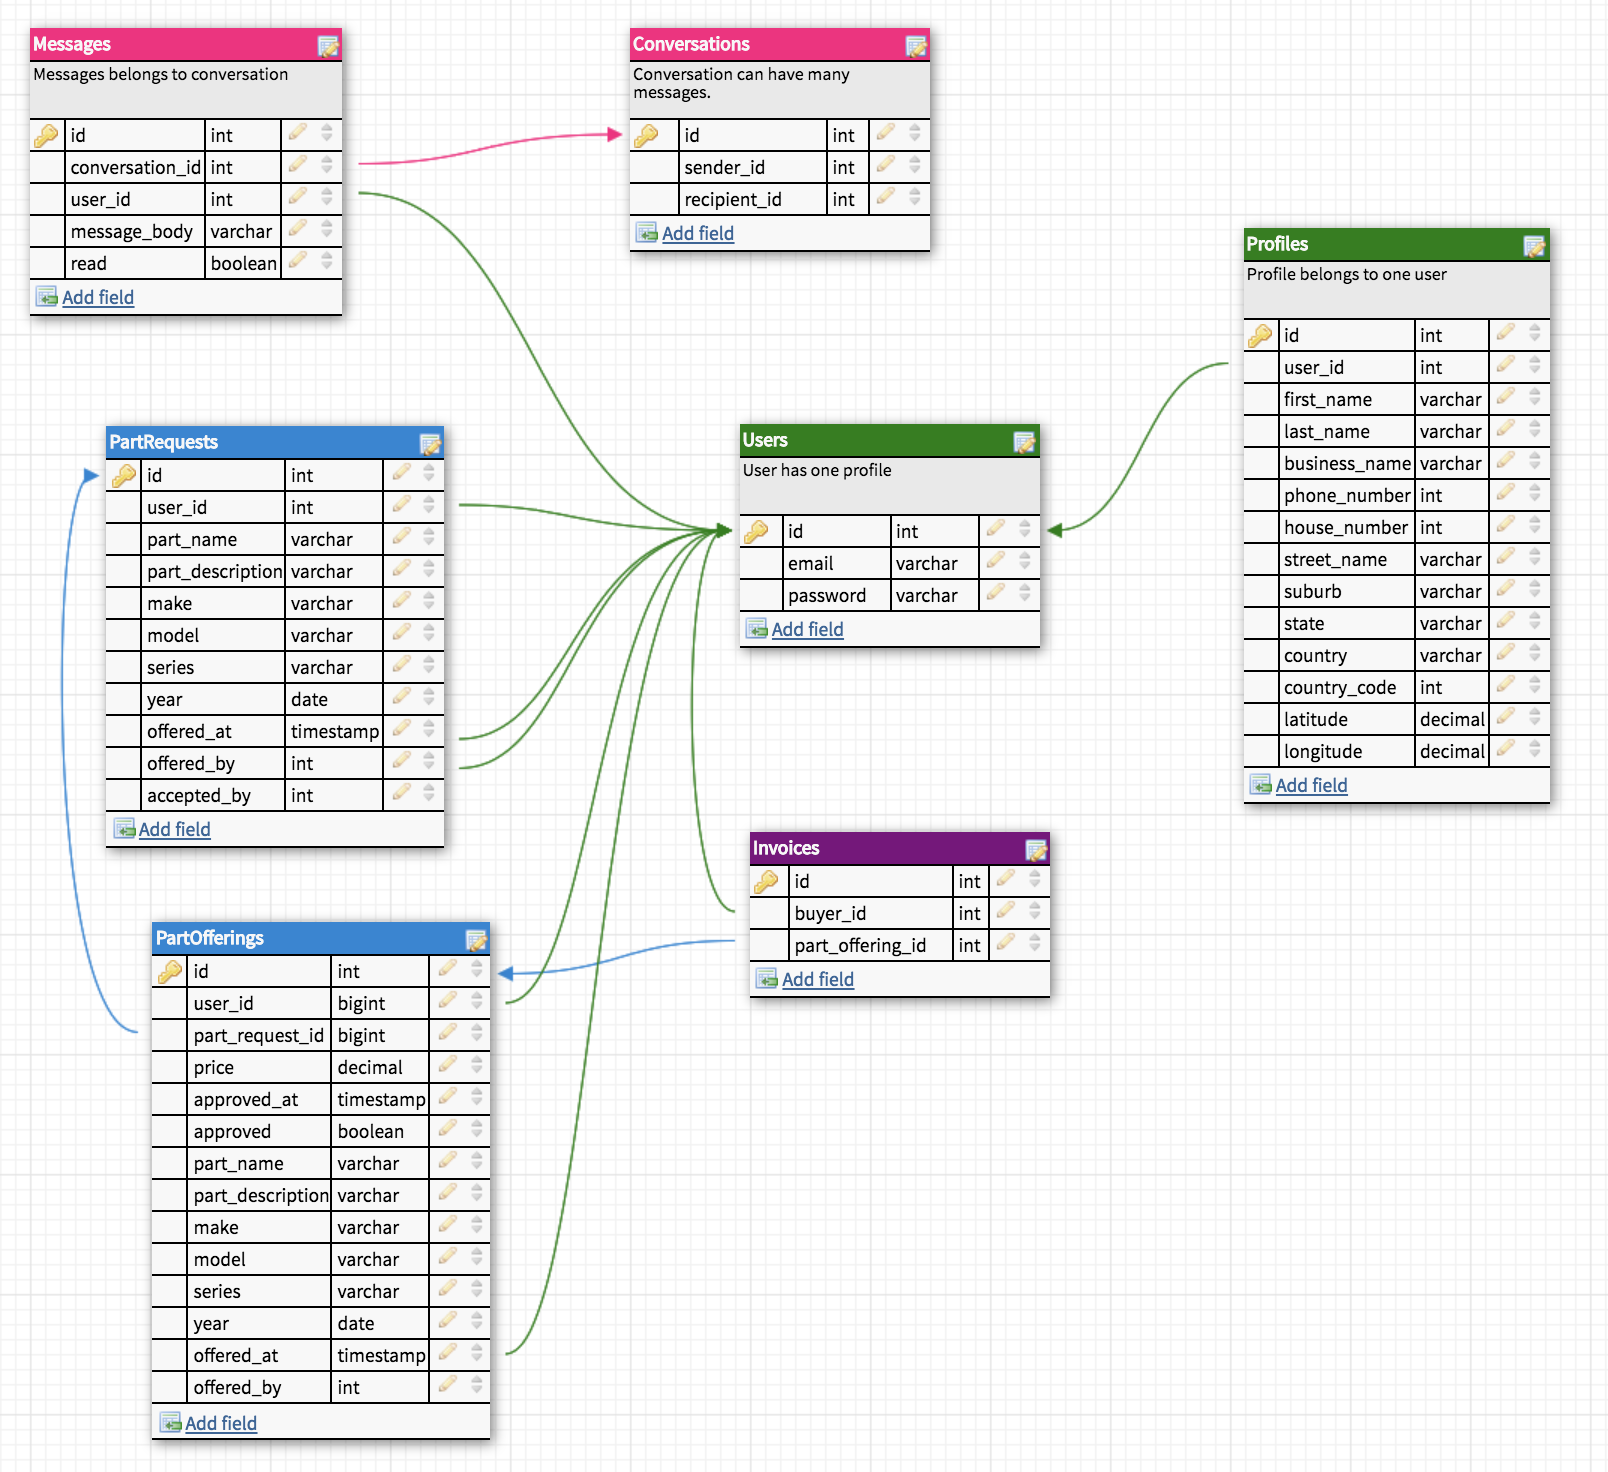 Messages
Messages belongs to conversation
id int
conversation_id int
user_id int
message_body varchar
read boolean
Add field
Conversations
Conversation can have many
messages.
id int
sender_id int
recipient_id int
Add field
Profiles
Profile belongs to one user
id int
user_id int
first_name varchar
last_name varchar
business_name varchar
phone_number int
house_number int
street_name varchar
suburb varchar
state varchar
country varchar
country_code int
latitude decimal
longitude decimal
Add field
PartRequests
id int
user_id int
part_name varchar
part_description varchar
make varchar
model varchar
series varchar
year date
offered_at timestamp
offered_by int
accepted_by int
Add field
Users
User has one profile
id int
email varchar
password varchar
Add field
Invoices
id int
buyer_id int
part_offering_id int
Add field
PartOfferings
id int
user_id bigint
part_request_id bigint
price decimal
approved_at timestamp
approved boolean
part_name varchar
part_description varchar
make varchar
model varchar
series varchar
year date
offered_at timestamp
offered_by int
Add field